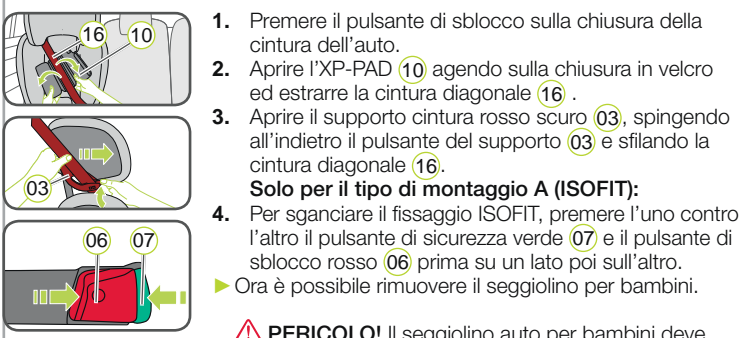 16 10
03
06 07
1. Premere il pulsante di sblocco sulla chiusura della
cintura dell'auto.
2. Aprire l'XP-PAD 10 agendo sulla chiusura in velcro
ed estrarre la cintura diagonale 16 .
3. Aprire il supporto cintura rosso scuro 03, spingendo
all'indietro il pulsante del supporto 03 e sfilando la
cintura diagonale 16.
Solo per il tipo di montaggio A (ISOFIT):
4. Per sganciare il fissaggio ISOFIT, premere l'uno contro
l'altro il pulsante di sicurezza verde 07 e il pulsante di
sblocco rosso 06 prima su un lato poi sull'altro.
► Ora è possibile rimuovere il seggiolino per bambini.
PERICOLO! Il seggiolino auto per bambini deve